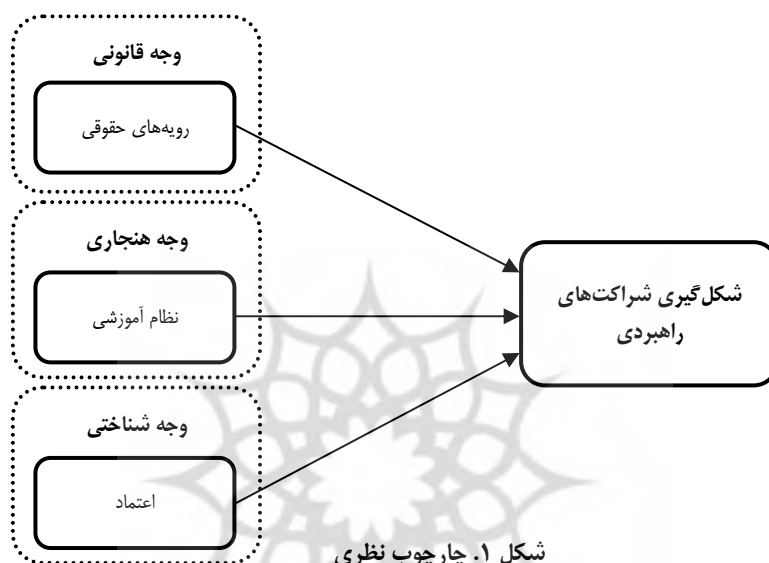 وجه قانونی
رویه‌های حقوقی
وجه هنجاری
نظام آموزشی
وجه شناختی
اعتماد
شکل‌گیری شراکت‌های
راهبردی
شکل ۱. چارچوب نظری